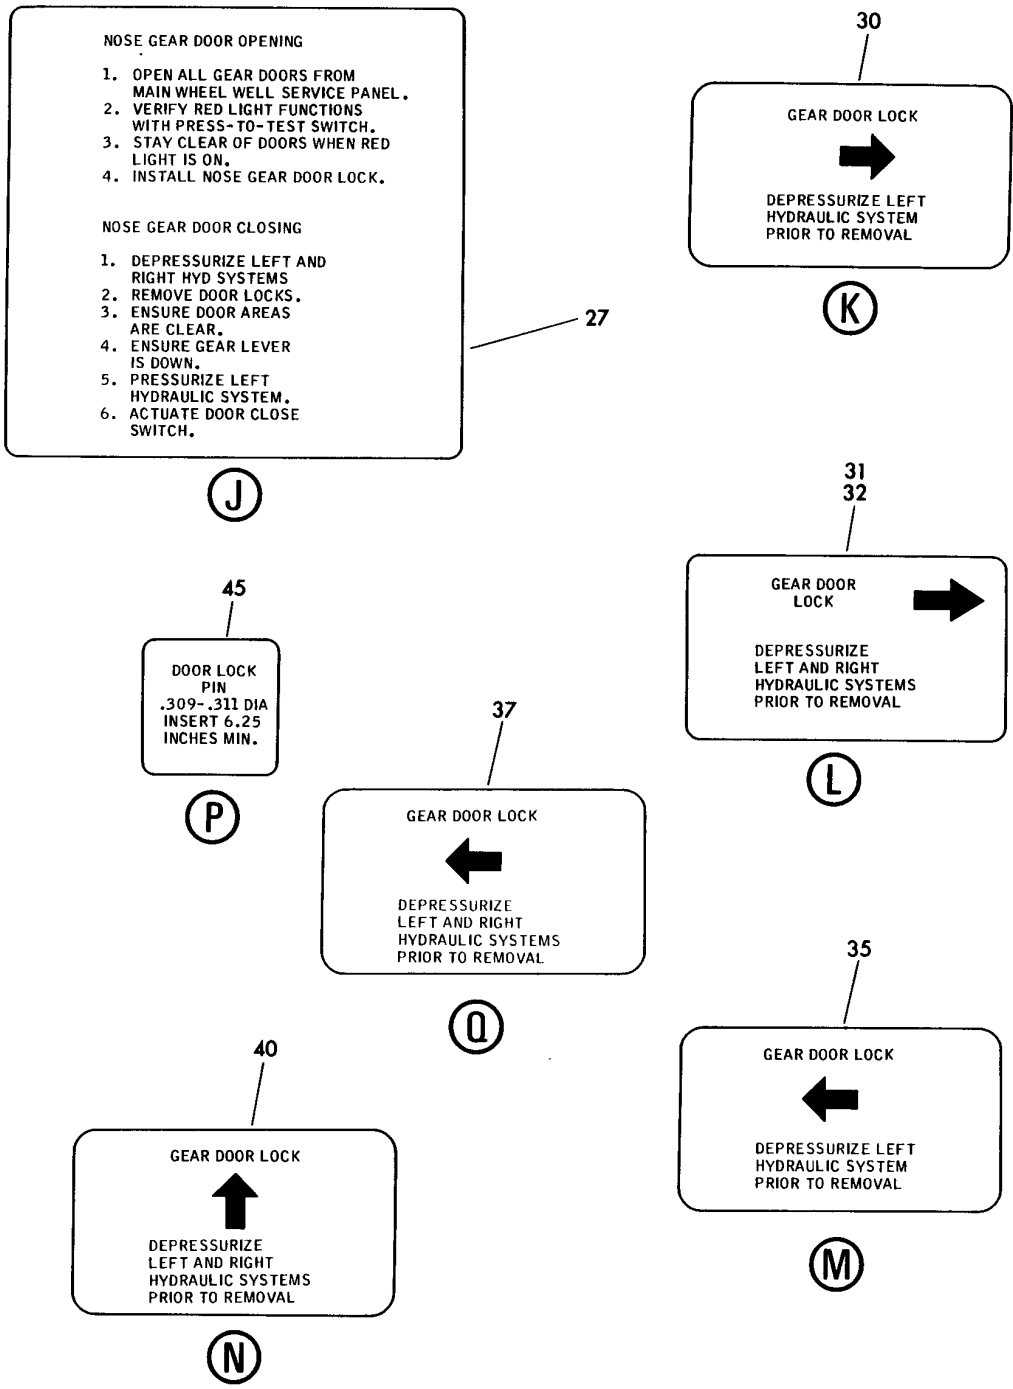 NOSE GEAR DOOR OPENING
1. OPEN ALL GEAR DOORS FROM
MAIN WHEEL WELL SERVICE PANEL.
2. VERIFY RED LIGHT FUNCTIONS
WITH PRESS-TO-TEST SWITCH.
3. STAY CLEAR OF DOORS WHEN RED
LIGHT IS ON.
4. INSTALL NOSE GEAR DOOR LOCK.
NOSE GEAR DOOR CLOSING
1. DEPRESSURIZE LEFT AND
RIGHT HYD SYSTEMS
2. REMOVE DOOR LOCKS.
3. ENSURE DOOR AREAS
ARE CLEAR.
4. ENSURE GEAR LEVER
IS DOWN.
5. PRESSURIZE LEFT
HYDRAULIC SYSTEM.
6. ACTUATE DOOR CLOSE
SWITCH.
27
J
30
GEAR DOOR LOCK
DEPRESSURIZE LEFT
HYDRAULIC SYSTEM
PRIOR TO REMOVAL
K
31
32
GEAR DOOR
LOCK
DEPRESSURIZE
LEFT AND RIGHT
HYDRAULIC SYSTEMS
PRIOR TO REMOVAL
L
45
DOOR LOCK
PIN
.309-.311 DIA
INSERT 6.25
INCHES MIN.
P
37
GEAR DOOR LOCK
DEPRESSURIZE
LEFT AND RIGHT
HYDRAULIC SYSTEMS
PRIOR TO REMOVAL
Q
35
GEAR DOOR LOCK
DEPRESSURIZE LEFT
HYDRAULIC SYSTEM
PRIOR TO REMOVAL
M
40
GEAR DOOR LOCK
DEPRESSURIZE
LEFT AND RIGHT
HYDRAULIC SYSTEMS
PRIOR TO REMOVAL
N